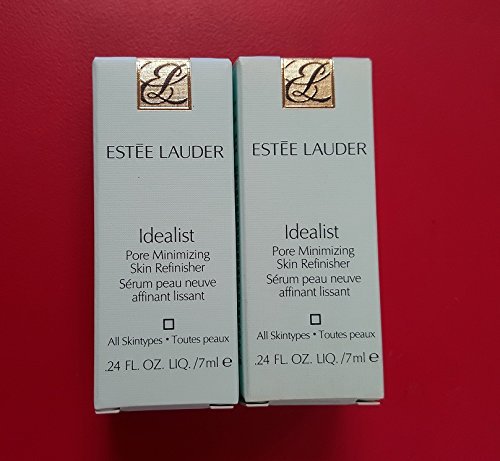 EL
ESTĒE LAUDER
Idealist
Pore Minimizing
Skin Refinisher
Sérum peau neuve
affinant lissant
All Skintypes • Toutes peaux
.24 FL. OZ. LIQ./7ml e
EL
ESTĒE LAUDER
Idealist
Pore Minimizing
Skin Refinisher
Sérum peau neuve
affinant lissant
All Skintypes • Toutes peaux
.24 FL. OZ. LIQ./7ml e